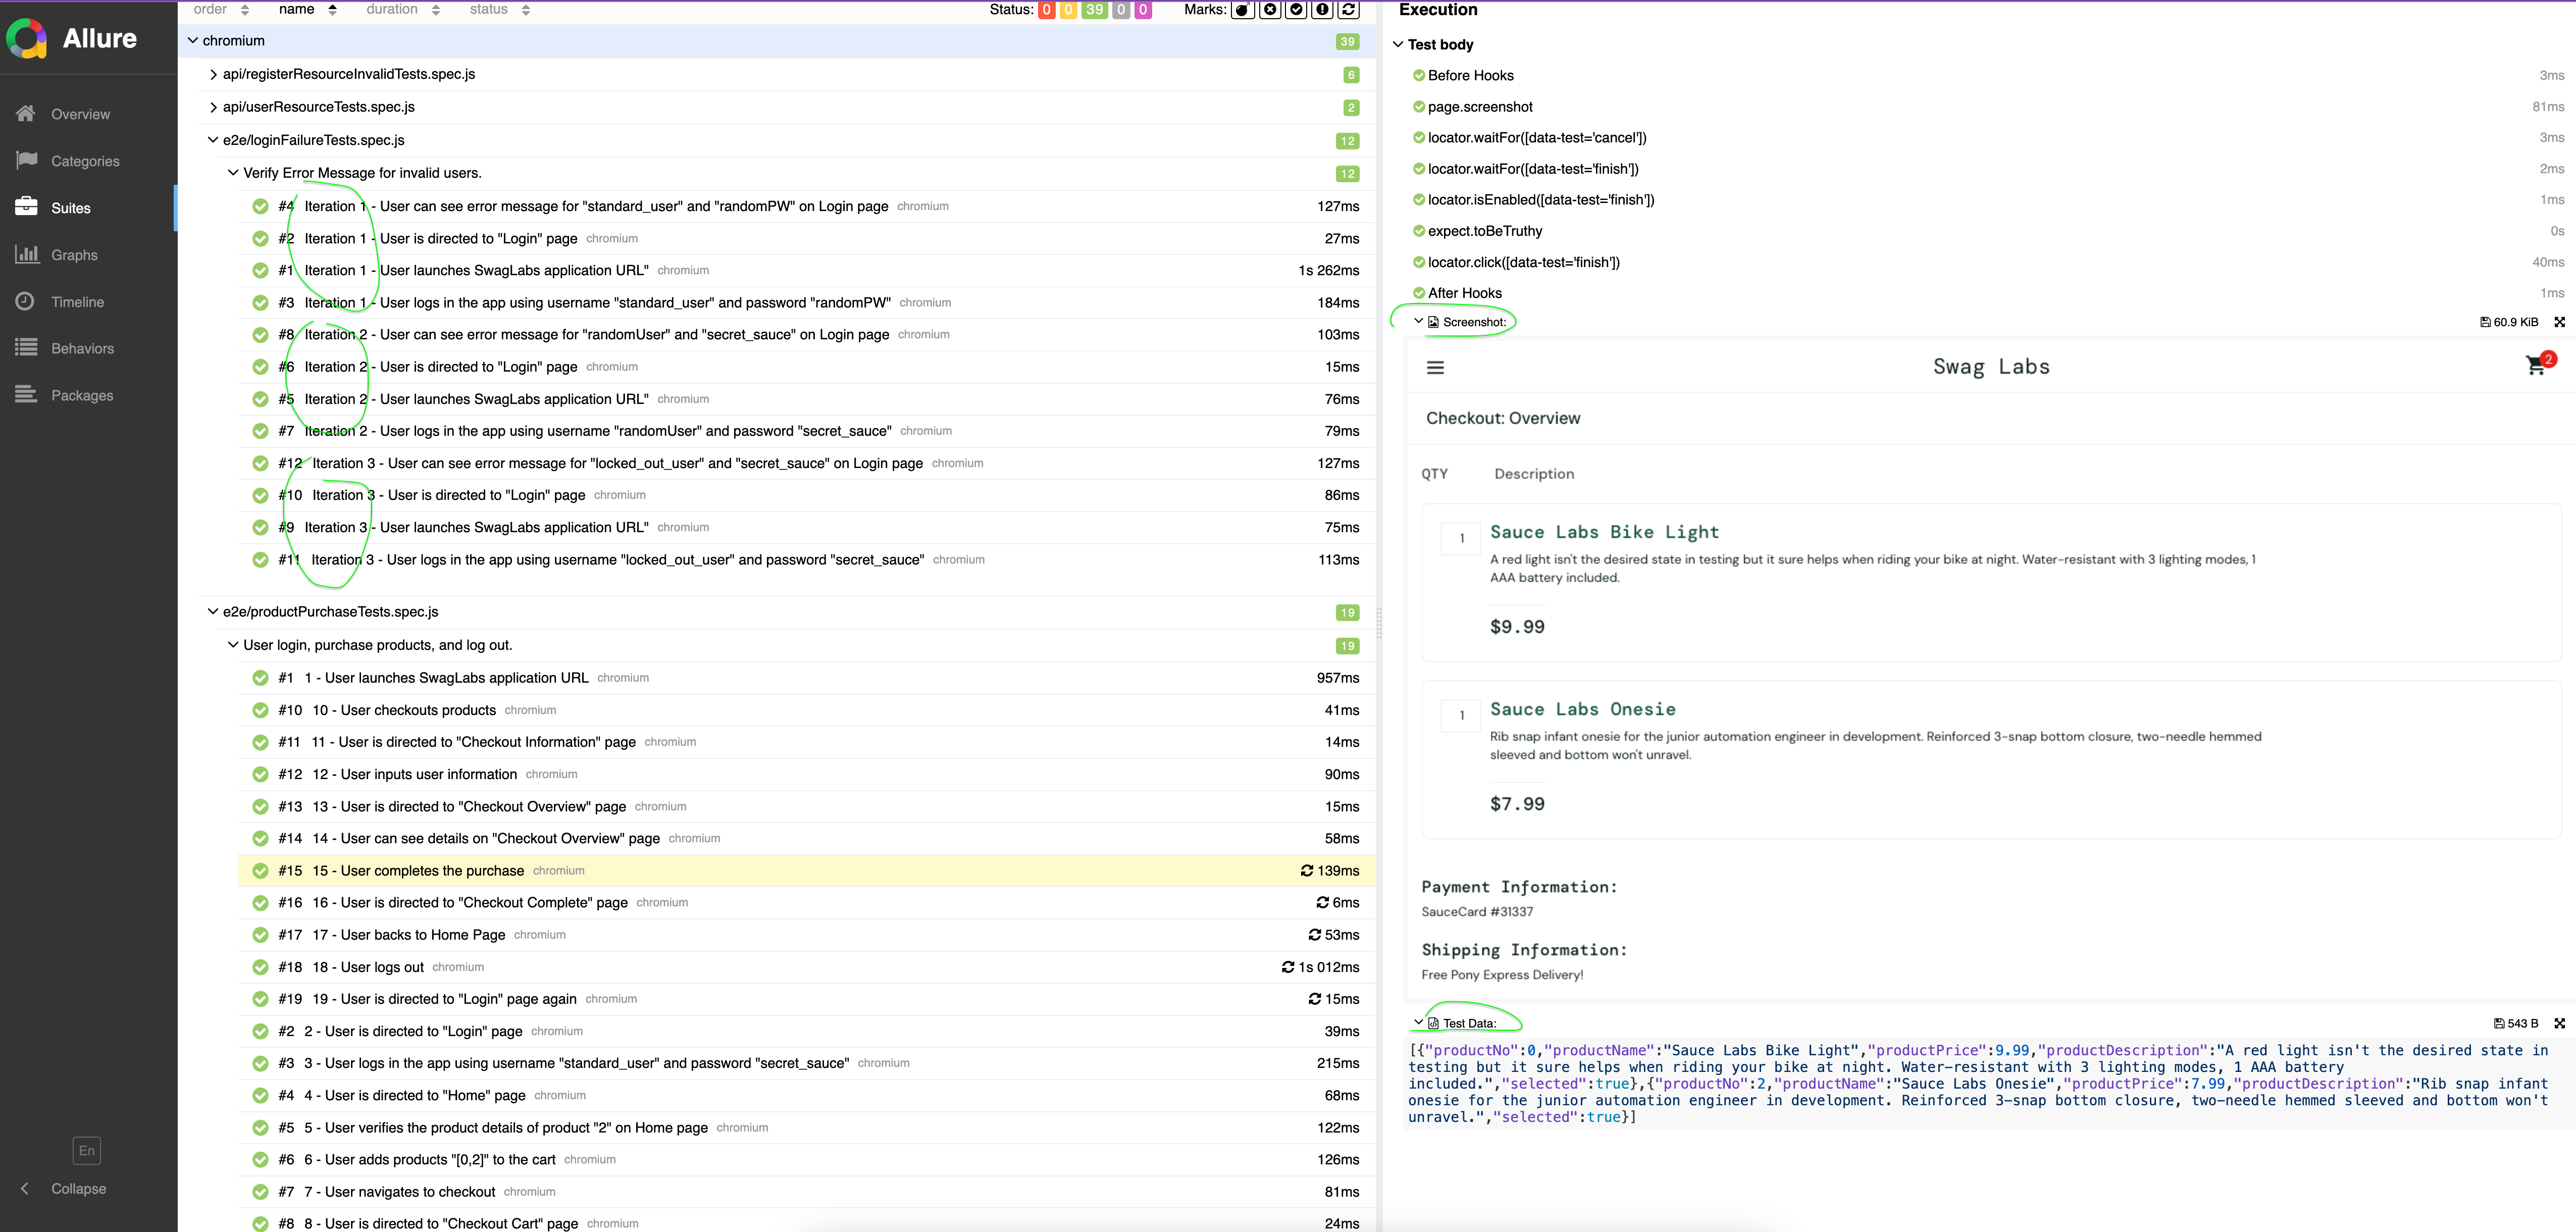 Allure
Overview
Categories
Suites
Graphs
Timeline
Behaviors
Packages
En
Collapse
order name duration status Status: 0 0 39 0 0 Marks:
chromium 39
api/registerResourceInvalidTests.spec.js 6
api/userResourceTests.spec.js 2
e2e/loginFailureTests.spec.js 12
Verify Error Message for invalid users. 12
#4 Iteration 1 - User can see error message for "standard_user" and "randomPW" on Login page chromium 127ms
#2 Iteration 1 - User is directed to "Login" page chromium 27ms
#1 Iteration 1 - User launches SwagLabs application URL" chromium 1s 262ms
#3 Iteration 1 - User logs in the app using username "standard_user" and password "randomPW" chromium 184ms
#8 Iteration 2 - User can see error message for "randomUser" and "secret_sauce" on Login page chromium 103ms
#6 Iteration 2 - User is directed to "Login" page chromium 15ms
#5 Iteration 2 - User launches SwagLabs application URL" chromium 76ms
#7 Iteration 2 - User logs in the app using username "randomUser" and password "secret_sauce" chromium 79ms
#12 Iteration 3 - User can see error message for "locked_out_user" and "secret_sauce" on Login page chromium 127ms
#10 Iteration 3 - User is directed to "Login" page chromium 86ms
#9 Iteration 3 - User launches SwagLabs application URL" chromium 75ms
#11 Iteration 3 - User logs in the app using username "locked_out_user" and password "secret_sauce" chromium 113ms
e2e/productPurchaseTests.spec.js 19
User login, purchase products, and log out. 19
#1 1 - User launches SwagLabs application URL chromium 957ms
#10 10 - User checkouts products chromium 41ms
#11 11 - User is directed to "Checkout Information" page chromium 14ms
#12 12 - User inputs user information chromium 90ms
#13 13 - User is directed to "Checkout Overview" page chromium 15ms
#14 14 - User can see details on "Checkout Overview" page chromium 58ms
#15 15 - User completes the purchase chromium 139ms
#16 16 - User is directed to "Checkout Complete" page chromium 6ms
#17 17 - User backs to Home Page chromium 53ms
#18 18 - User logs out chromium 1s 012ms
#19 19 - User is directed to "Login" page again chromium 15ms
#2 2 - User is directed to "Login" page chromium 39ms
#3 3 - User logs in the app using username "standard_user" and password "secret_sauce" chromium 215ms
#4 4 - User is directed to "Home" page chromium 68ms
#5 5 - User verifies the product details of product "2" on Home page chromium 122ms
#6 6 - User adds products "[0,2]" to the cart chromium 126ms
#7 7 - User navigates to checkout chromium 81ms
#8 8 - User is directed to "Checkout Cart" page chromium 24ms
Execution
Test body
Before Hooks 3ms
page.screenshot 81ms
locator.waitFor([data-test='cancel']) 3ms
locator.waitFor([data-test='finish']) 2ms
locator.isEnabled([data-test='finish']) 1ms
expect.toBeTruthy 0s
locator.click([data-test='finish']) 40ms
After Hooks 1ms
Screenshot: 60.9 KiB
Swag Labs 2
Checkout: Overview
QTY Description
1 Sauce Labs Bike Light
A red light isn't the desired state in testing but it sure helps when riding your bike at night. Water-resistant with 3 lighting modes, 1
AAA battery included.
$9.99
1 Sauce Labs Onesie
Rib snap infant onesie for the junior automation engineer in development. Reinforced 3-snap bottom closure, two-needle hemmed
sleeved and bottom won't unravel.
$7.99
Payment Information:
SauceCard #31337
Shipping Information:
Free Pony Express Delivery!
Test Data: 543 B
[{"productNo":0,"productName":"Sauce Labs Bike Light","productPrice":9.99,"productDescription":"A red light isn't the desired state in
testing but it sure helps when riding your bike at night. Water-resistant with 3 lighting modes, 1 AAA battery
included.","selected":true},{"productNo":2,"productName":"Sauce Labs Onesie","productPrice":7.99,"productDescription":"Rib snap infant
onesie for the junior automation engineer in development. Reinforced 3-snap bottom closure, two-needle hemmed sleeved and bottom won't
unravel.","selected":true}]